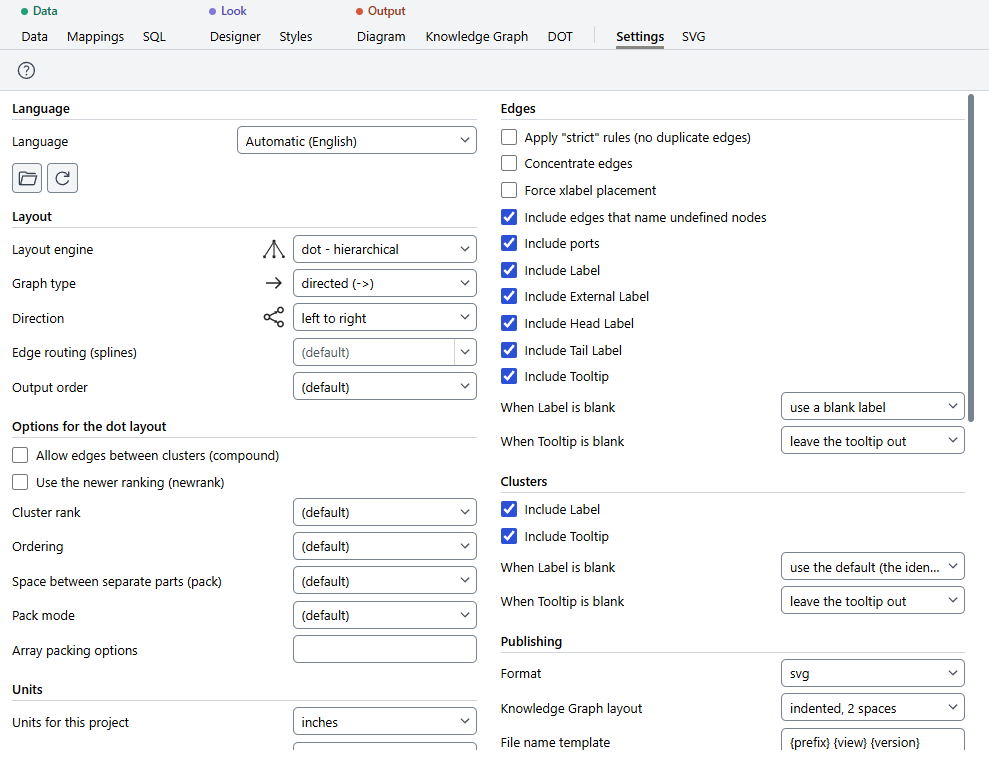 Data
Look
Output
Data
Mappings
SQL
Designer
Styles
Diagram
Knowledge Graph
DOT
Settings
SVG
Language
Language
Automatic (English)
Layout
Layout engine
dot - hierarchical
Graph type
directed (->)
Direction
left to right
Edge routing (splines)
(default)
Output order
(default)
Options for the dot layout
Allow edges between clusters (compound)
Use the newer ranking (newrank)
Cluster rank
(default)
Ordering
(default)
Space between separate parts (pack)
(default)
Pack mode
(default)
Array packing options
Units
Units for this project
inches
Edges
Apply "strict" rules (no duplicate edges)
Concentrate edges
Force xlabel placement
Include edges that name undefined nodes
Include ports
Include Label
Include External Label
Include Head Label
Include Tail Label
Include Tooltip
When Label is blank
use a blank label
When Tooltip is blank
leave the tooltip out
Clusters
Include Label
Include Tooltip
When Label is blank
use the default (the iden...
When Tooltip is blank
leave the tooltip out
Publishing
Format
svg
Knowledge Graph layout
indented, 2 spaces
File name template
{prefix} {view} {version}